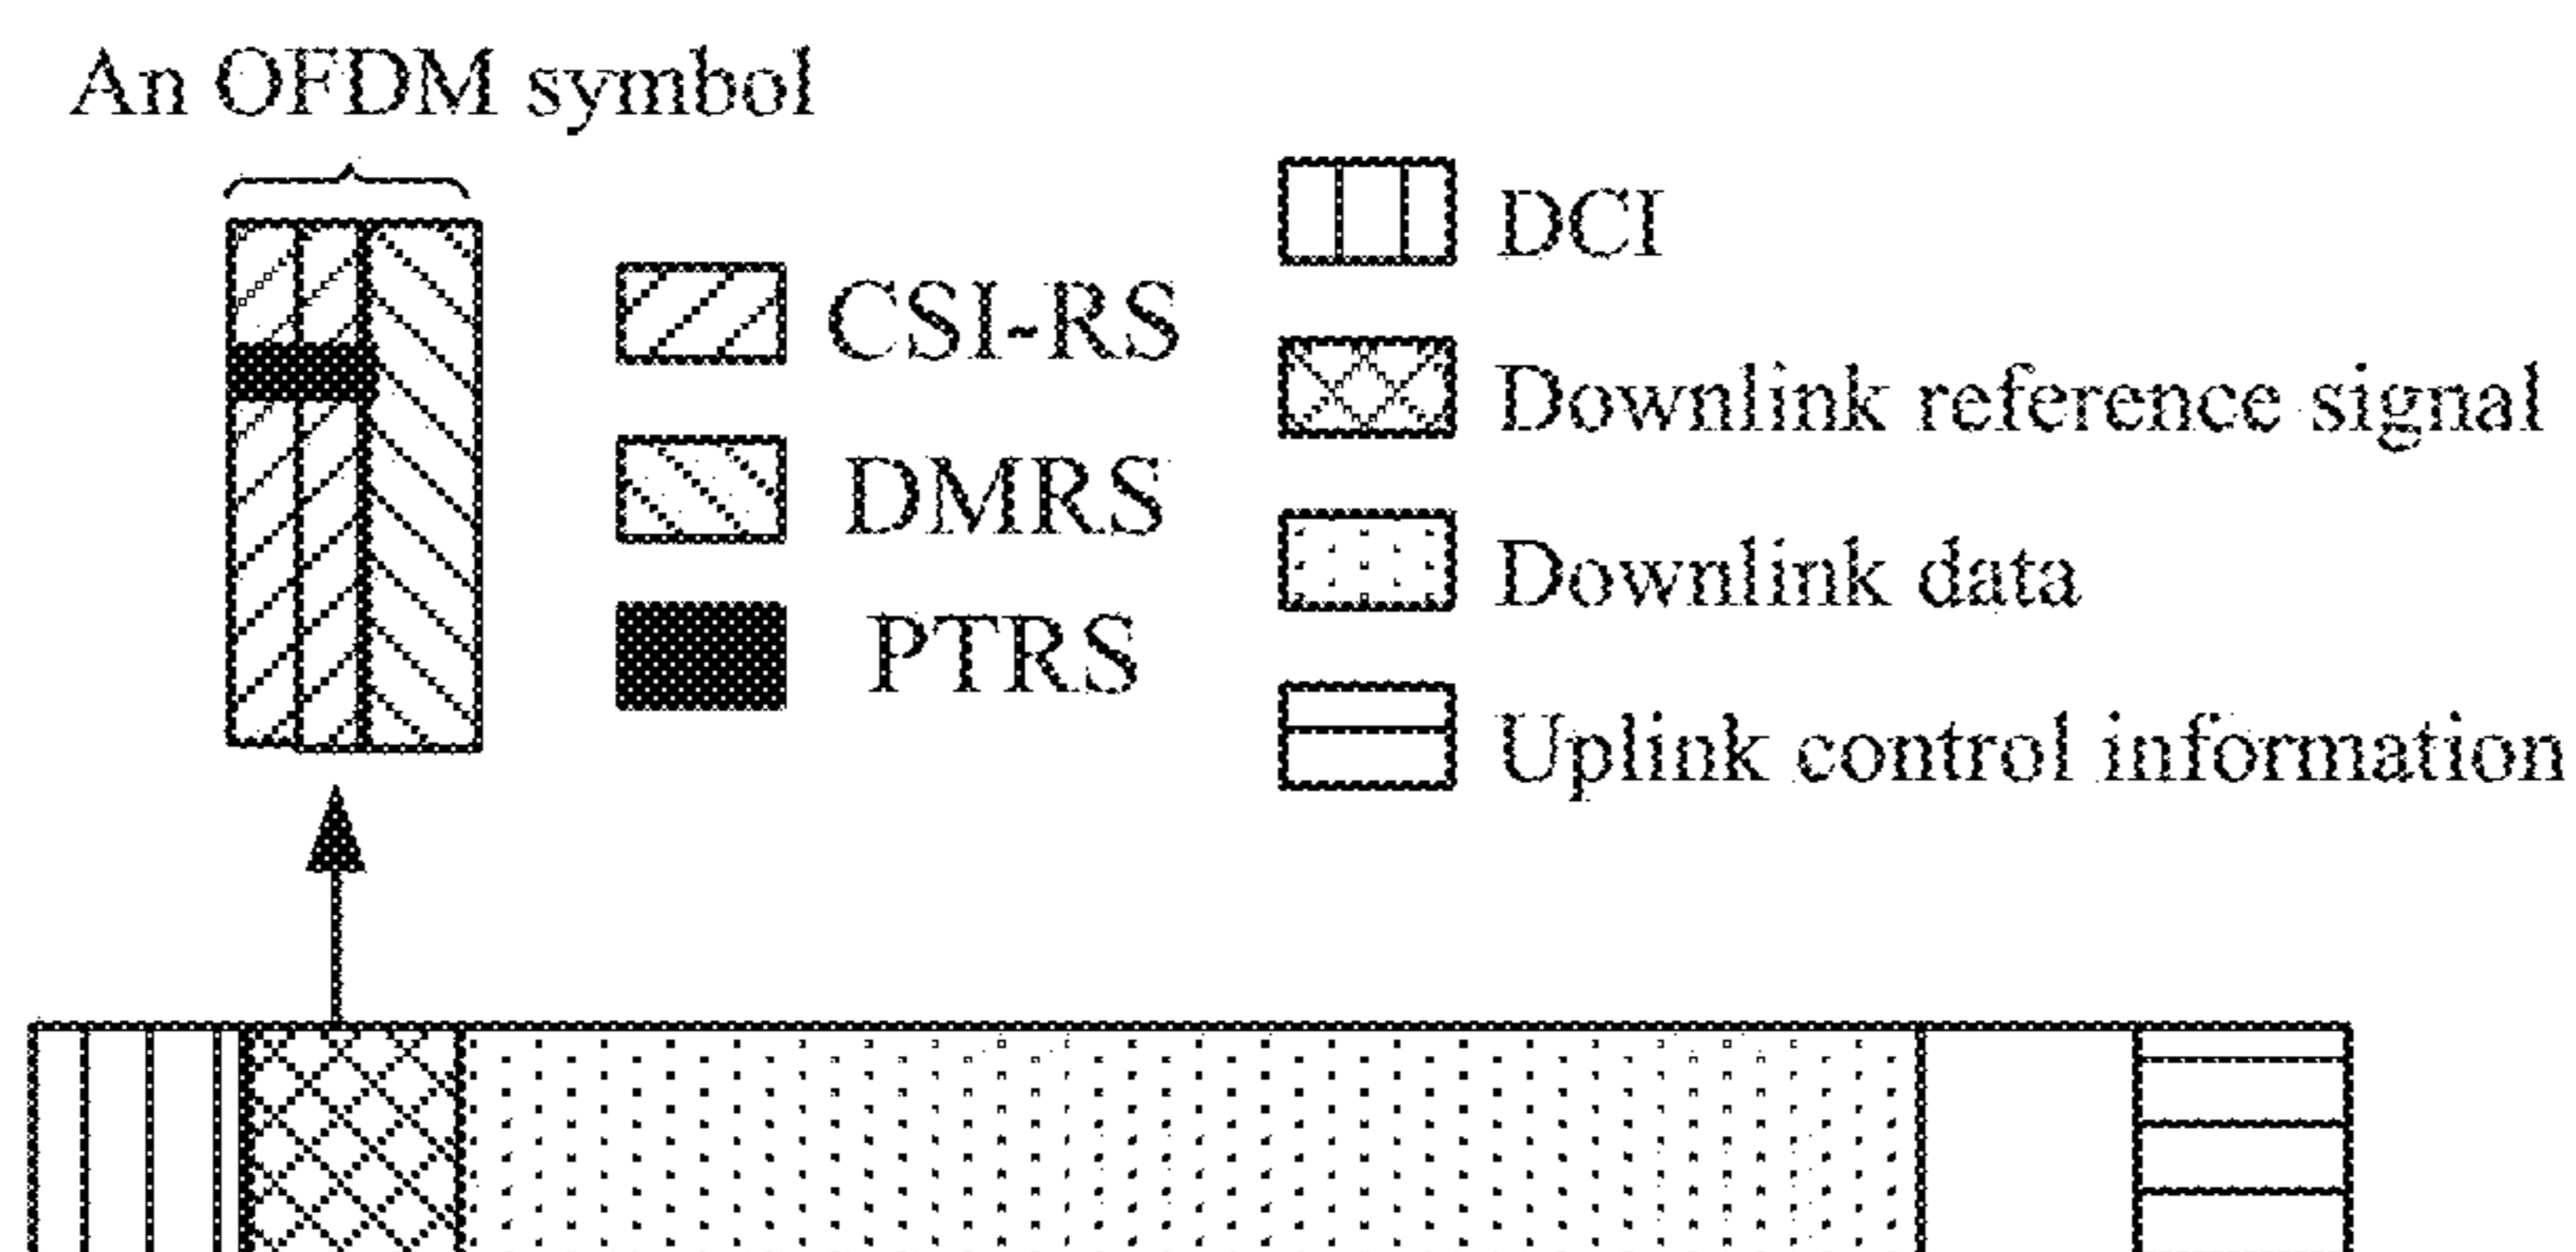 An OFDM symbol
CSI-RS
DMRS
PTRS
DCI
Downlink reference signal
Downlink data
Uplink control information